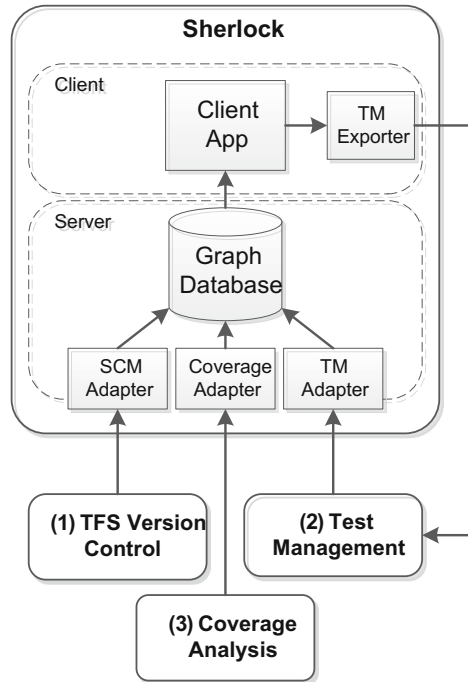 Sherlock
Client
Client
App
TM
Exporter
Server
Graph
Database
SCM
Adapter
Coverage
Adapter
TM
Adapter
(1) TFS Version
Control
(2) Test
Management
(3) Coverage
Analysis